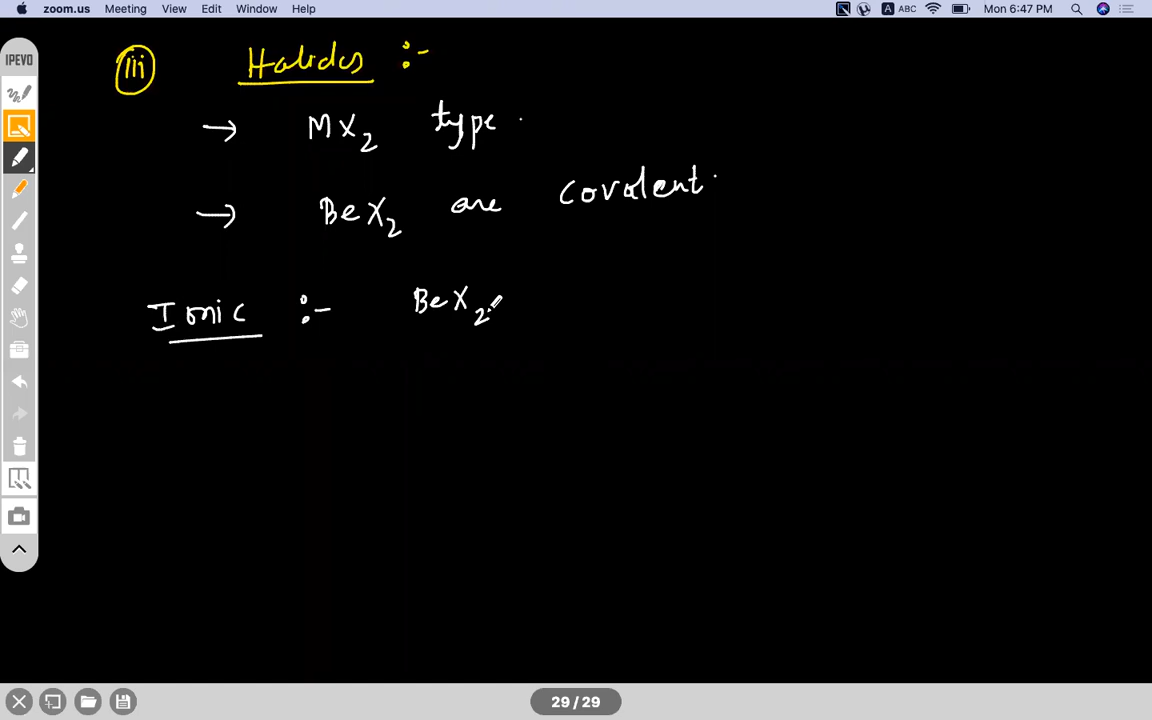 zoom.us Meeting View Edit Window Help A ABC Mon 6:47 PM
IPEVO
iii Halides :-
→ MX2 type .
→ BeX2 are covalent .
Ionic :- BeX2
29 / 29